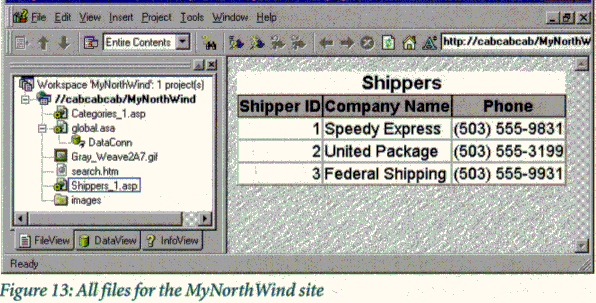 File Edit View Insert Project Tools Window Help
Entire Contents http://cabcabcab/MyNorthW
Workspace 'MyNorthWind': 1 project(s)
//cabcabcab/MyNorthWind
Categories_1.asp
global.asa
DataConn
Gray_Weave2A7.gif
search.htm
Shippers_1.asp
images
FileView DataView InfoView
Shippers
Shipper ID Company Name Phone
1 Speedy Express (503) 555-9831
2 United Package (503) 555-3199
3 Federal Shipping (503) 555-9931
Ready
Figure 13: All files for the MyNorthWind site